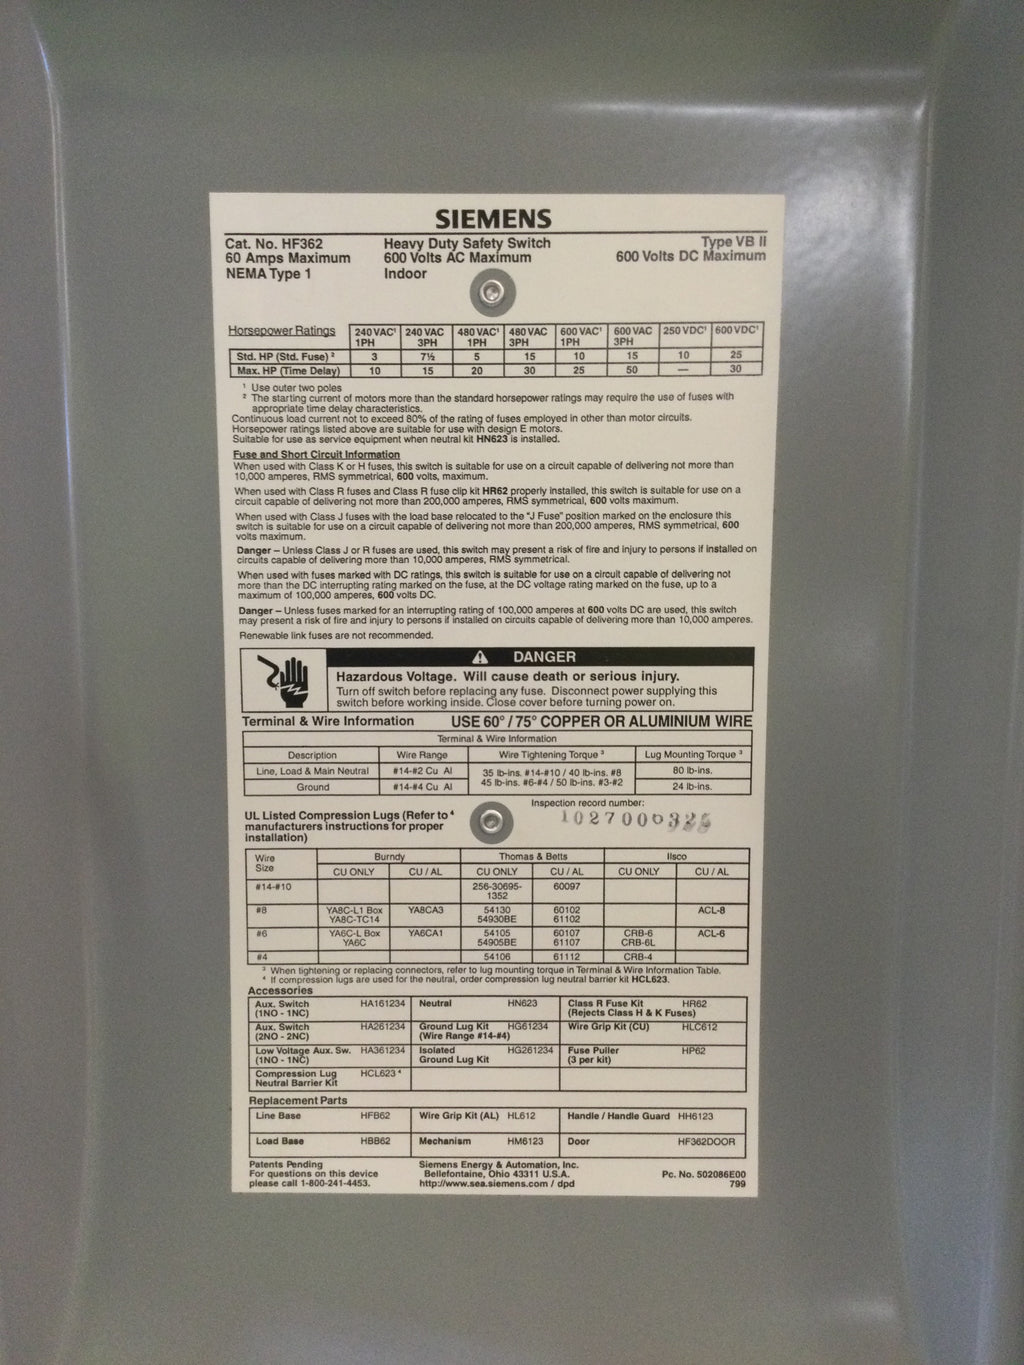 SIEMENS
Cat. No. HF362 Heavy Duty Safety Switch Type VB II
60 Amps Maximum 600 Volts AC Maximum 600 Volts DC Maximum
NEMA Type 1 Indoor
Horsepower Ratings 240 VAC¹ 1PH 240 VAC 3PH 480 VAC¹ 1PH 480 VAC 3PH 600 VAC¹ 1PH 600 VAC 3PH 250 VDC¹ 600 VDC¹
Std. HP (Std. Fuse) ² 3 7½ 5 15 10 15 10 25
Max. HP (Time Delay) 10 15 20 30 25 50 — 30
¹ Use outer two poles
² The starting current of motors more than the standard horsepower ratings may require the use of fuses with
appropriate time delay characteristics.
Continuous load current not to exceed 80% of the rating of fuses employed in other than motor circuits.
Horsepower ratings listed above are suitable for use with design E motors.
Suitable for use as service equipment when neutral kit HN623 is installed.
Fuse and Short Circuit Information
When used with Class K or H fuses, this switch is suitable for use on a circuit capable of delivering not more than
10,000 amperes, RMS symmetrical, 600 volts, maximum.
When used with Class R fuses and Class R fuse clip kit HR62 properly installed, this switch is suitable for use on a
circuit capable of delivering not more than 200,000 amperes, RMS symmetrical, 600 volts maximum.
When used with Class J fuses with the load base relocated to the "J Fuse" position marked on the enclosure this
switch is suitable for use on a circuit capable of delivering not more than 200,000 amperes, RMS symmetrical, 600
volts maximum.
Danger – Unless Class J or R fuses are used, this switch may present a risk of fire and injury to persons if installed on
circuits capable of delivering more than 10,000 amperes, RMS symmetrical.
When used with fuses marked with DC ratings, this switch is suitable for use on a circuit capable of delivering not
more than the DC interrupting rating marked on the fuse, at the DC voltage rating marked on the fuse, up to a
maximum of 100,000 amperes, 600 volts DC.
Danger – Unless fuses marked for an interrupting rating of 100,000 amperes at 600 volts DC are used, this switch
may present a risk of fire and injury to persons if installed on circuits capable of delivering more than 10,000 amperes.
Renewable link fuses are not recommended.
DANGER
Hazardous Voltage. Will cause death or serious injury.
Turn off switch before replacing any fuse. Disconnect power supplying this
switch before working inside. Close cover before turning power on.
Terminal & Wire Information USE 60° / 75° COPPER OR ALUMINIUM WIRE
Terminal & Wire Information
Description Wire Range Wire Tightening Torque ³ Lug Mounting Torque ³
Line, Load & Main Neutral #14-#2 Cu Al 35 lb-ins. #14-#10 / 40 lb-ins. #8 80 lb-ins.
Ground #14-#4 Cu Al 45 lb-ins. #6-#4 / 50 lb-ins. #3-#2 24 lb-ins.
Inspection record number:
1027000325
UL Listed Compression Lugs (Refer to ⁴
manufacturers instructions for proper
installation)
Wire Size Burndy Thomas & Betts Ilsco
CU ONLY CU / AL CU ONLY CU / AL CU ONLY CU / AL
#14-#10 256-30695-1352 60097
#8 YA8C-L1 Box YA8CA3 54130 60102 ACL-8
YA8C-TC14 54930BE 61102
#6 YA6C-L Box YA6CA1 54105 60107 CRB-6 ACL-6
YA6C 54905BE 61107 CRB-6L
#4 54106 61112 CRB-4
³ When tightening or replacing connectors, refer to lug mounting torque in Terminal & Wire Information Table.
⁴ If compression lugs are used for the neutral, order compression lug neutral barrier kit HCL623.
Accessories
Aux. Switch HA161234 Neutral HN623 Class R Fuse Kit HR62
(1NO - 1NC) (Rejects Class H & K Fuses)
Aux. Switch HA261234 Ground Lug Kit HG61234 Wire Grip Kit (CU) HLC612
(2NO - 2NC) (Wire Range #14-#4)
Low Voltage Aux. Sw. HA361234 Isolated HG261234 Fuse Puller HP62
(1NO - 1NC) Ground Lug Kit (3 per kit)
Compression Lug HCL623 ⁴
Neutral Barrier Kit
Replacement Parts
Line Base HFB62 Wire Grip Kit (AL) HL612 Handle / Handle Guard HH6123
Load Base HBB62 Mechanism HM6123 Door HF362DOOR
Patents Pending Siemens Energy & Automation, Inc.
For questions on this device Bellefontaine, Ohio 43311 U.S.A. Pc. No. 502086E00
please call 1-800-241-4453. http://www.sea.siemens.com / dpd 799